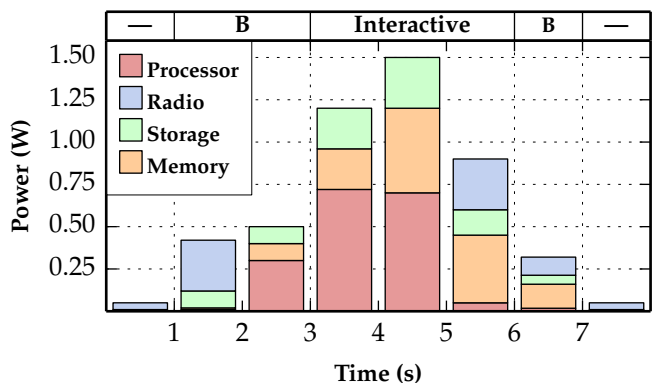 — B Interactive B —
1.50
1.25
1.00
0.75
0.50
0.25
Power (W)
Processor
Radio
Storage
Memory
1 2 3 4 5 6 7
Time (s)